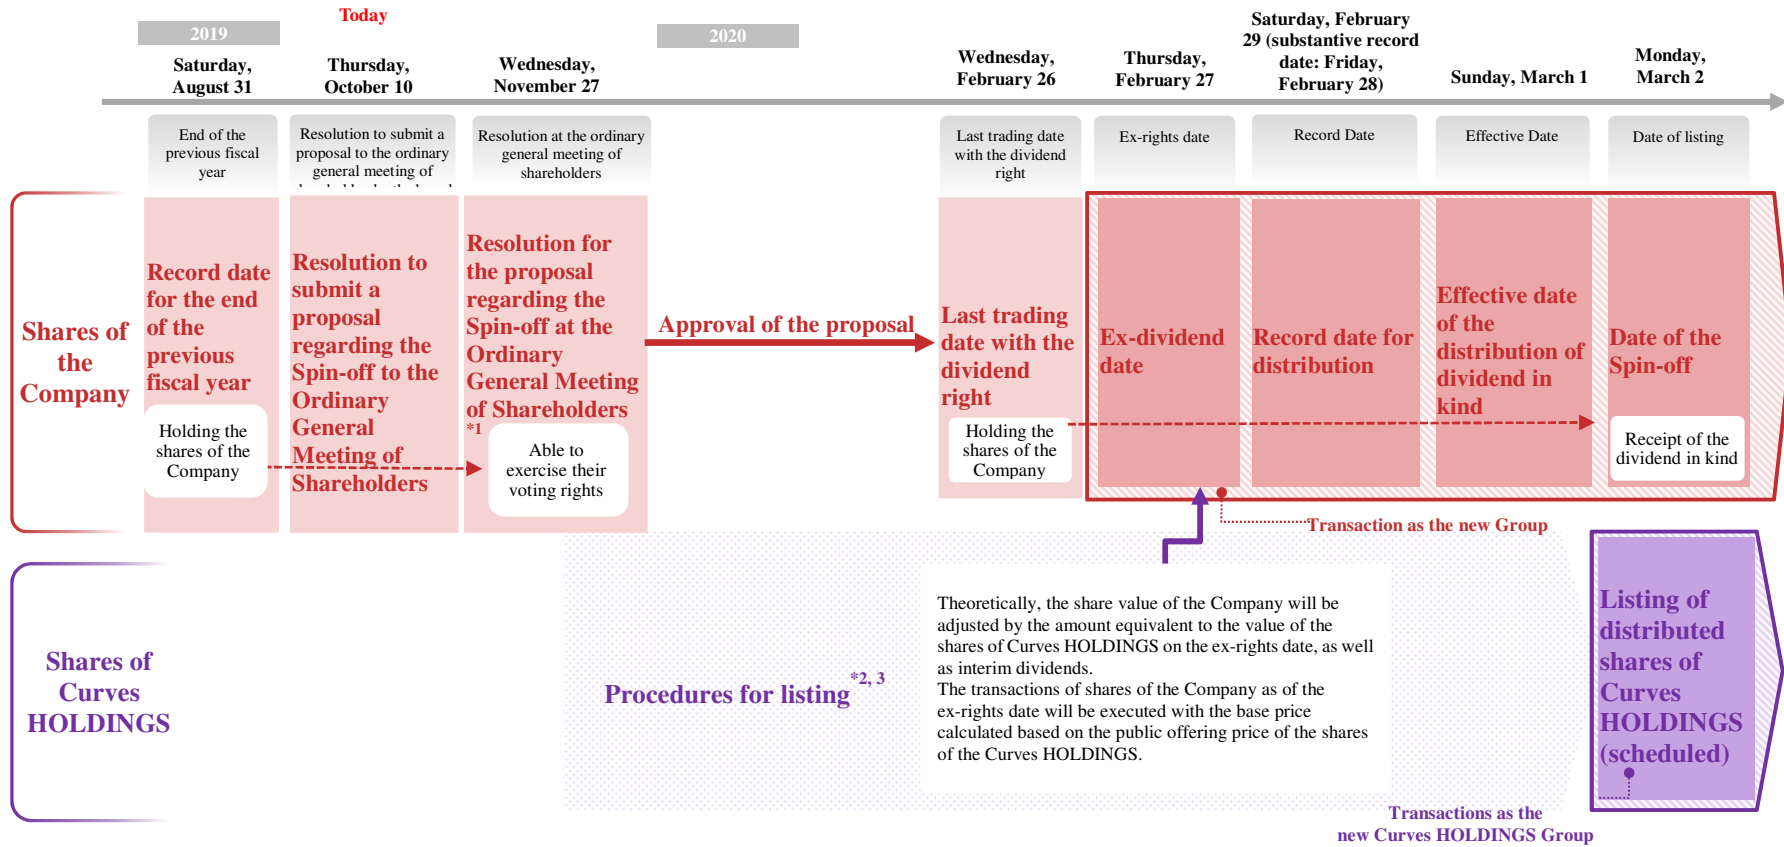 Today
2019
2020
Saturday,
August 31
Thursday,
October 10
Wednesday,
November 27
Wednesday,
February 26
Thursday,
February 27
Saturday, February
29 (substantive record
date: Friday,
February 28)
Sunday, March 1
Monday,
March 2
End of the
previous fiscal
year
Resolution to submit a
proposal to the ordinary
general meeting of
Resolution at the ordinary
general meeting of
shareholders
Last trading date
with the dividend
right
Ex-rights date
Record Date
Effective Date
Date of listing
Shares of
the
Company
Record date
for the end
of the
previous
fiscal year
Holding the
shares of the
Company
Resolution to
submit a
proposal
regarding the
Spin-off to the
Ordinary
General
Meeting of
Shareholders
Resolution for
the proposal
regarding the
Spin-off at the
Ordinary
General Meeting
of Shareholders
*1
Able to
exercise their
voting rights
Approval of the proposal
Last trading
date with the
dividend
right
Holding the
shares of the
Company
Ex-dividend
date
Record date for
distribution
Effective date
of the
distribution of
dividend in
kind
Date of the
Spin-off
Receipt of the
dividend in kind
Transaction as the new Group
Shares of
Curves
HOLDINGS
Procedures for listing*2, 3
Theoretically, the share value of the Company will be
adjusted by the amount equivalent to the value of the
shares of Curves HOLDINGS on the ex-rights date, as well
as interim dividends.
The transactions of shares of the Company as of the
ex-rights date will be executed with the base price
calculated based on the public offering price of the shares
of the Curves HOLDINGS.
Listing of
distributed
shares of
Curves
HOLDINGS
(scheduled)
Transactions as the
new Curves HOLDINGS Group